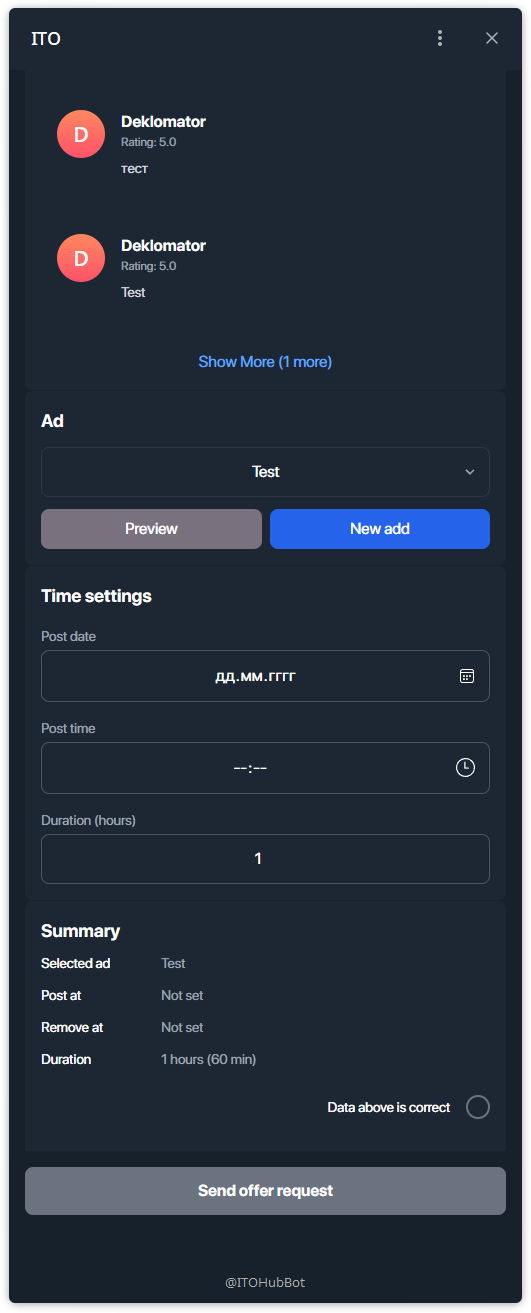 ITO
D
Deklomator
Rating: 5.0
тест
D
Deklomator
Rating: 5.0
Test
Show More (1 more)
Ad
Test
Preview
New add
Time settings
Post date
дд.мм.гггг
Post time
--:--
Duration (hours)
1
Summary
Selected ad Test
Post at Not set
Remove at Not set
Duration 1 hours (60 min)
Data above is correct
Send offer request
@ITOHubBot